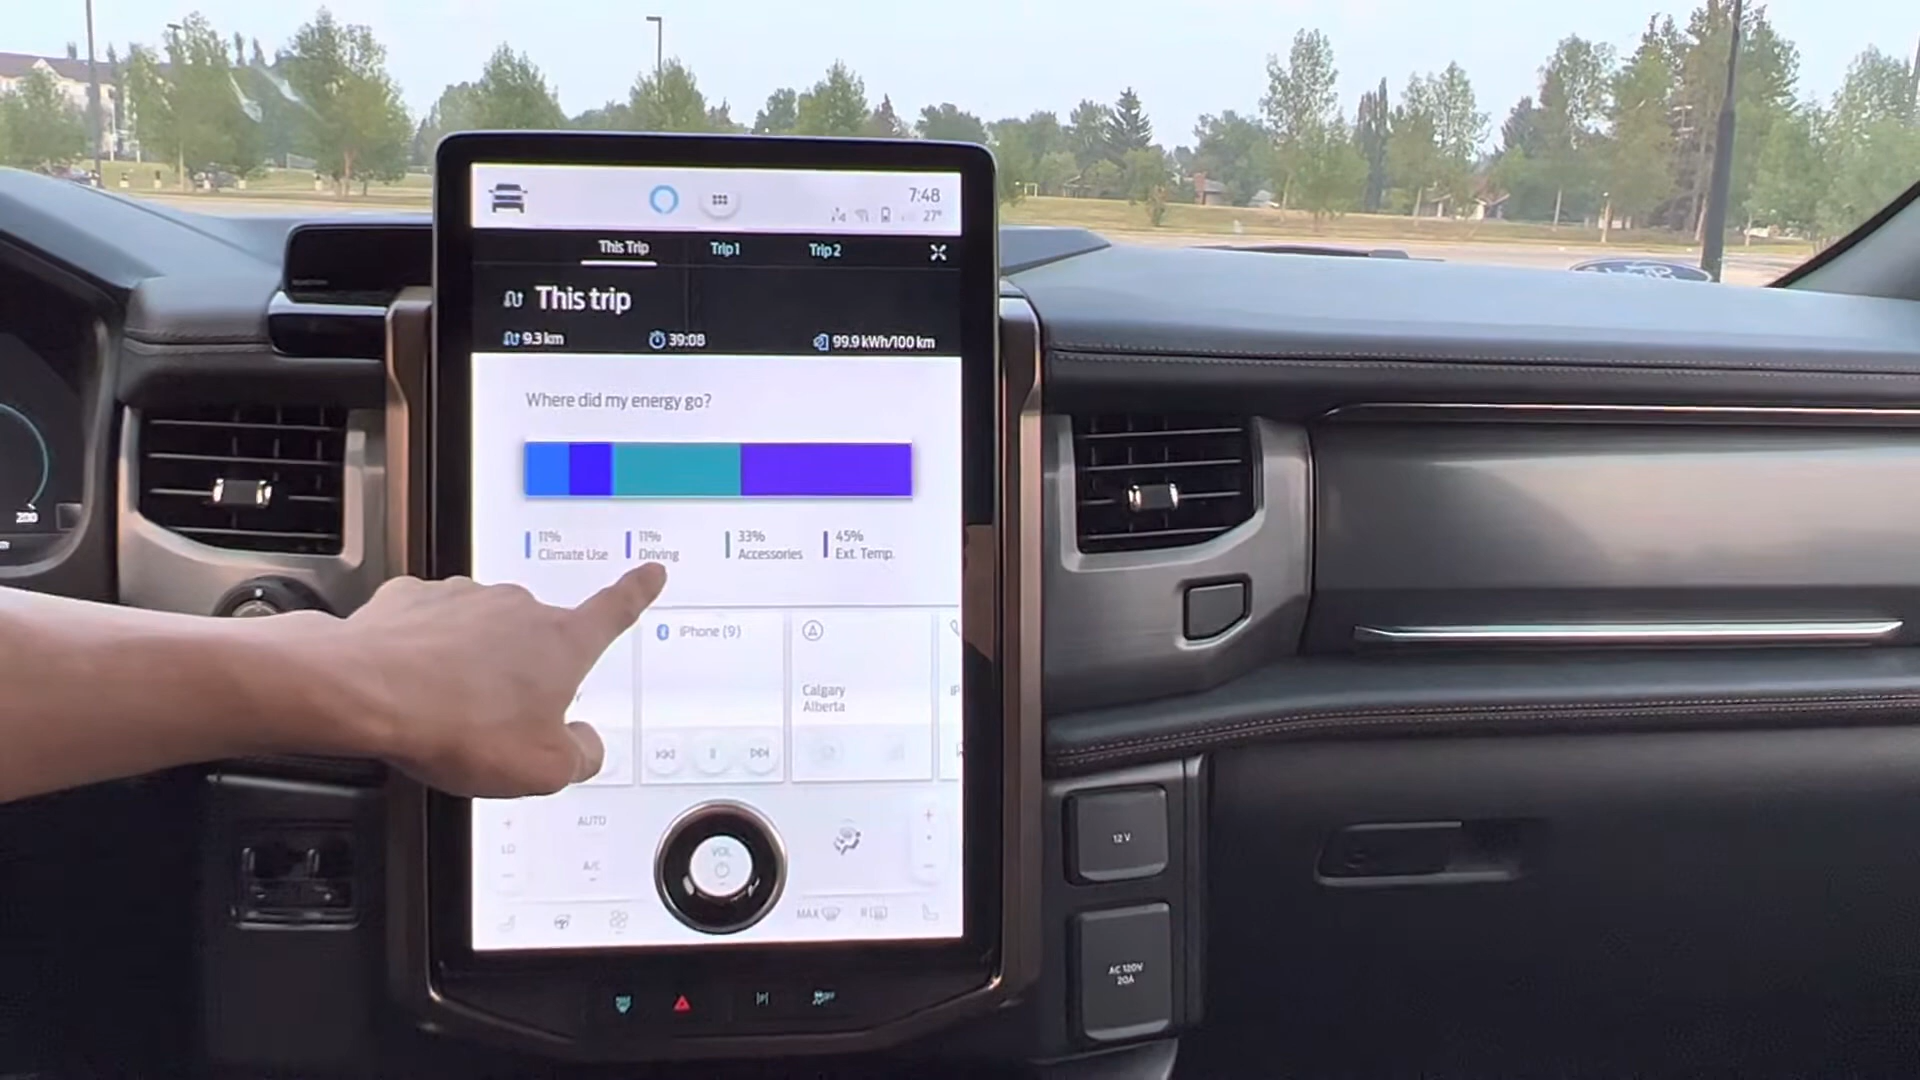 7:48
27°
This Trip
Trip 1
Trip 2
This trip
9.3 km
39:08
99.9 kWh/100 km
Where did my energy go?
11%
Climate Use
11%
Driving
33%
Accessories
45%
Ext. Temp.
iPhone (9)
Calgary
Alberta
AUTO
LO
A/C
VOL
MAX
R
12 V
AC 120V
20A